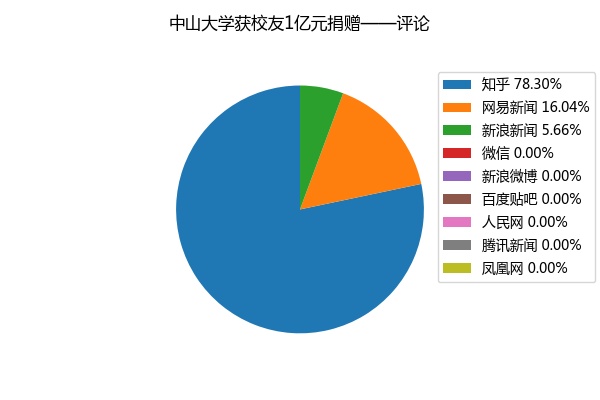 中山大学获校友1亿元捐赠——评论
知乎 78.30%
网易新闻 16.04%
新浪新闻 5.66%
微信 0.00%
新浪微博 0.00%
百度贴吧 0.00%
人民网 0.00%
腾讯新闻 0.00%
凤凰网 0.00%